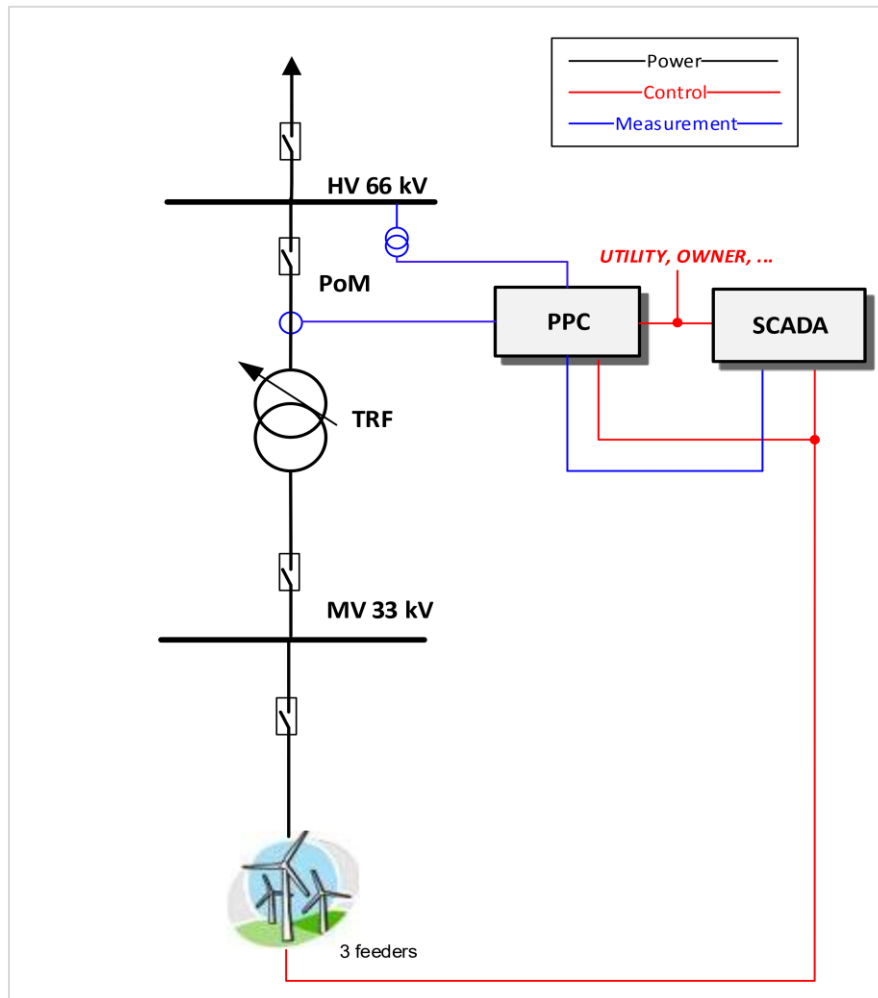 Power
Control
Measurement
HV 66 kV
UTILITY, OWNER, ...
PoM
PPC
SCADA
TRF
MV 33 kV
3 feeders